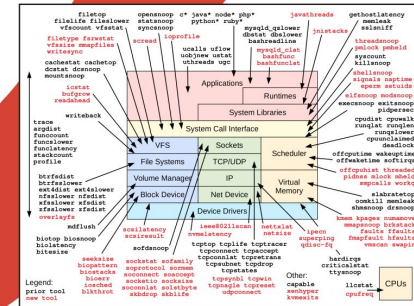 filetop
filelife fileslower
vfscount vfsstat
opensnoop
statsnoop
syncsnoop
c* java* node* php*
python* ruby*
mysqld_qslower
dbstat dbslower
bashreadline
gethostlatency
memleak
sslsniff
filetype fsrwstat
vfssize mmapfiles
writesync
scread
ioprofile
ucalls uflow
uobjnew ustat
uthreads ugc
mysqld_clat
bashfunc
bashfunclat
javathreads
jnistacks
threadsnoop
pmlock pmheld
syscount
killsnoop
cachestat cachetop
dcstat dcsnoop
mountsnoop
icstat
bufgrow
readahead
writeback
trace
argdist
funccount
funcslower
funclatency
stackcount
profile
btrfsdist
btrfsslower
ext4dist ext4slower
nfsslower nfsdist
xfsslower xfsdist
zfsslower zfsdist
overlayfs
mdflush
biotop biosnoop
biolatency
bitesize
Applications
Runtimes
System Libraries
System Call Interface
VFS
Sockets
Scheduler
File Systems
TCP/UDP
Volume Manager
IP
Virtual
Memory
Block Device
Net Device
Device Drivers
shellsnoop
signals naptime
eperm setuids
elfsnoop modsnoop
execsnoop exitsnoop
pidpersec
cpudist cpuwalk
runqlat runqlen
runqslower
cpuunclaimed
deadlock
offcputime wakeuptime
offwaketime softirqs
offcpuhist threaded
pidnss mlock mheld
smpcalls workq
slabratetop
oomkill memleak
shmsnoop drsnoop
kmem kpages numamove
mmapsnoop brkstack
faults ffaults
fmapfault hfaults
vmscan swapin
seeksize
biopattern
biostacks
bioerr
iosched
blkthrot
scsilatency
scsiresult
sofdsnoop
ieee80211scan
nvmelatency
nettxlat
netsize
ipecn
superping
qdisc-fq
sockstat sofamily
soprotocol sormem
soconnect soaccept
socketio socksize
soconnlat so1stbyte
skbdrop skblife
tcptop tcplife tcptracer
tcpconnect tcpaccept
tcpconnlat tcpretrans
tcpsubnet tcpdrop
tcpstates
tcpsynbl tcpwin
tcpnagle tcpreset
udpconnect
Other:
capable
xenhyper
kvmexits
hardirqs
criticalstat
ttysnoop
llcstat
cpufreq
CPUs
Legend:
prior tool
new tool